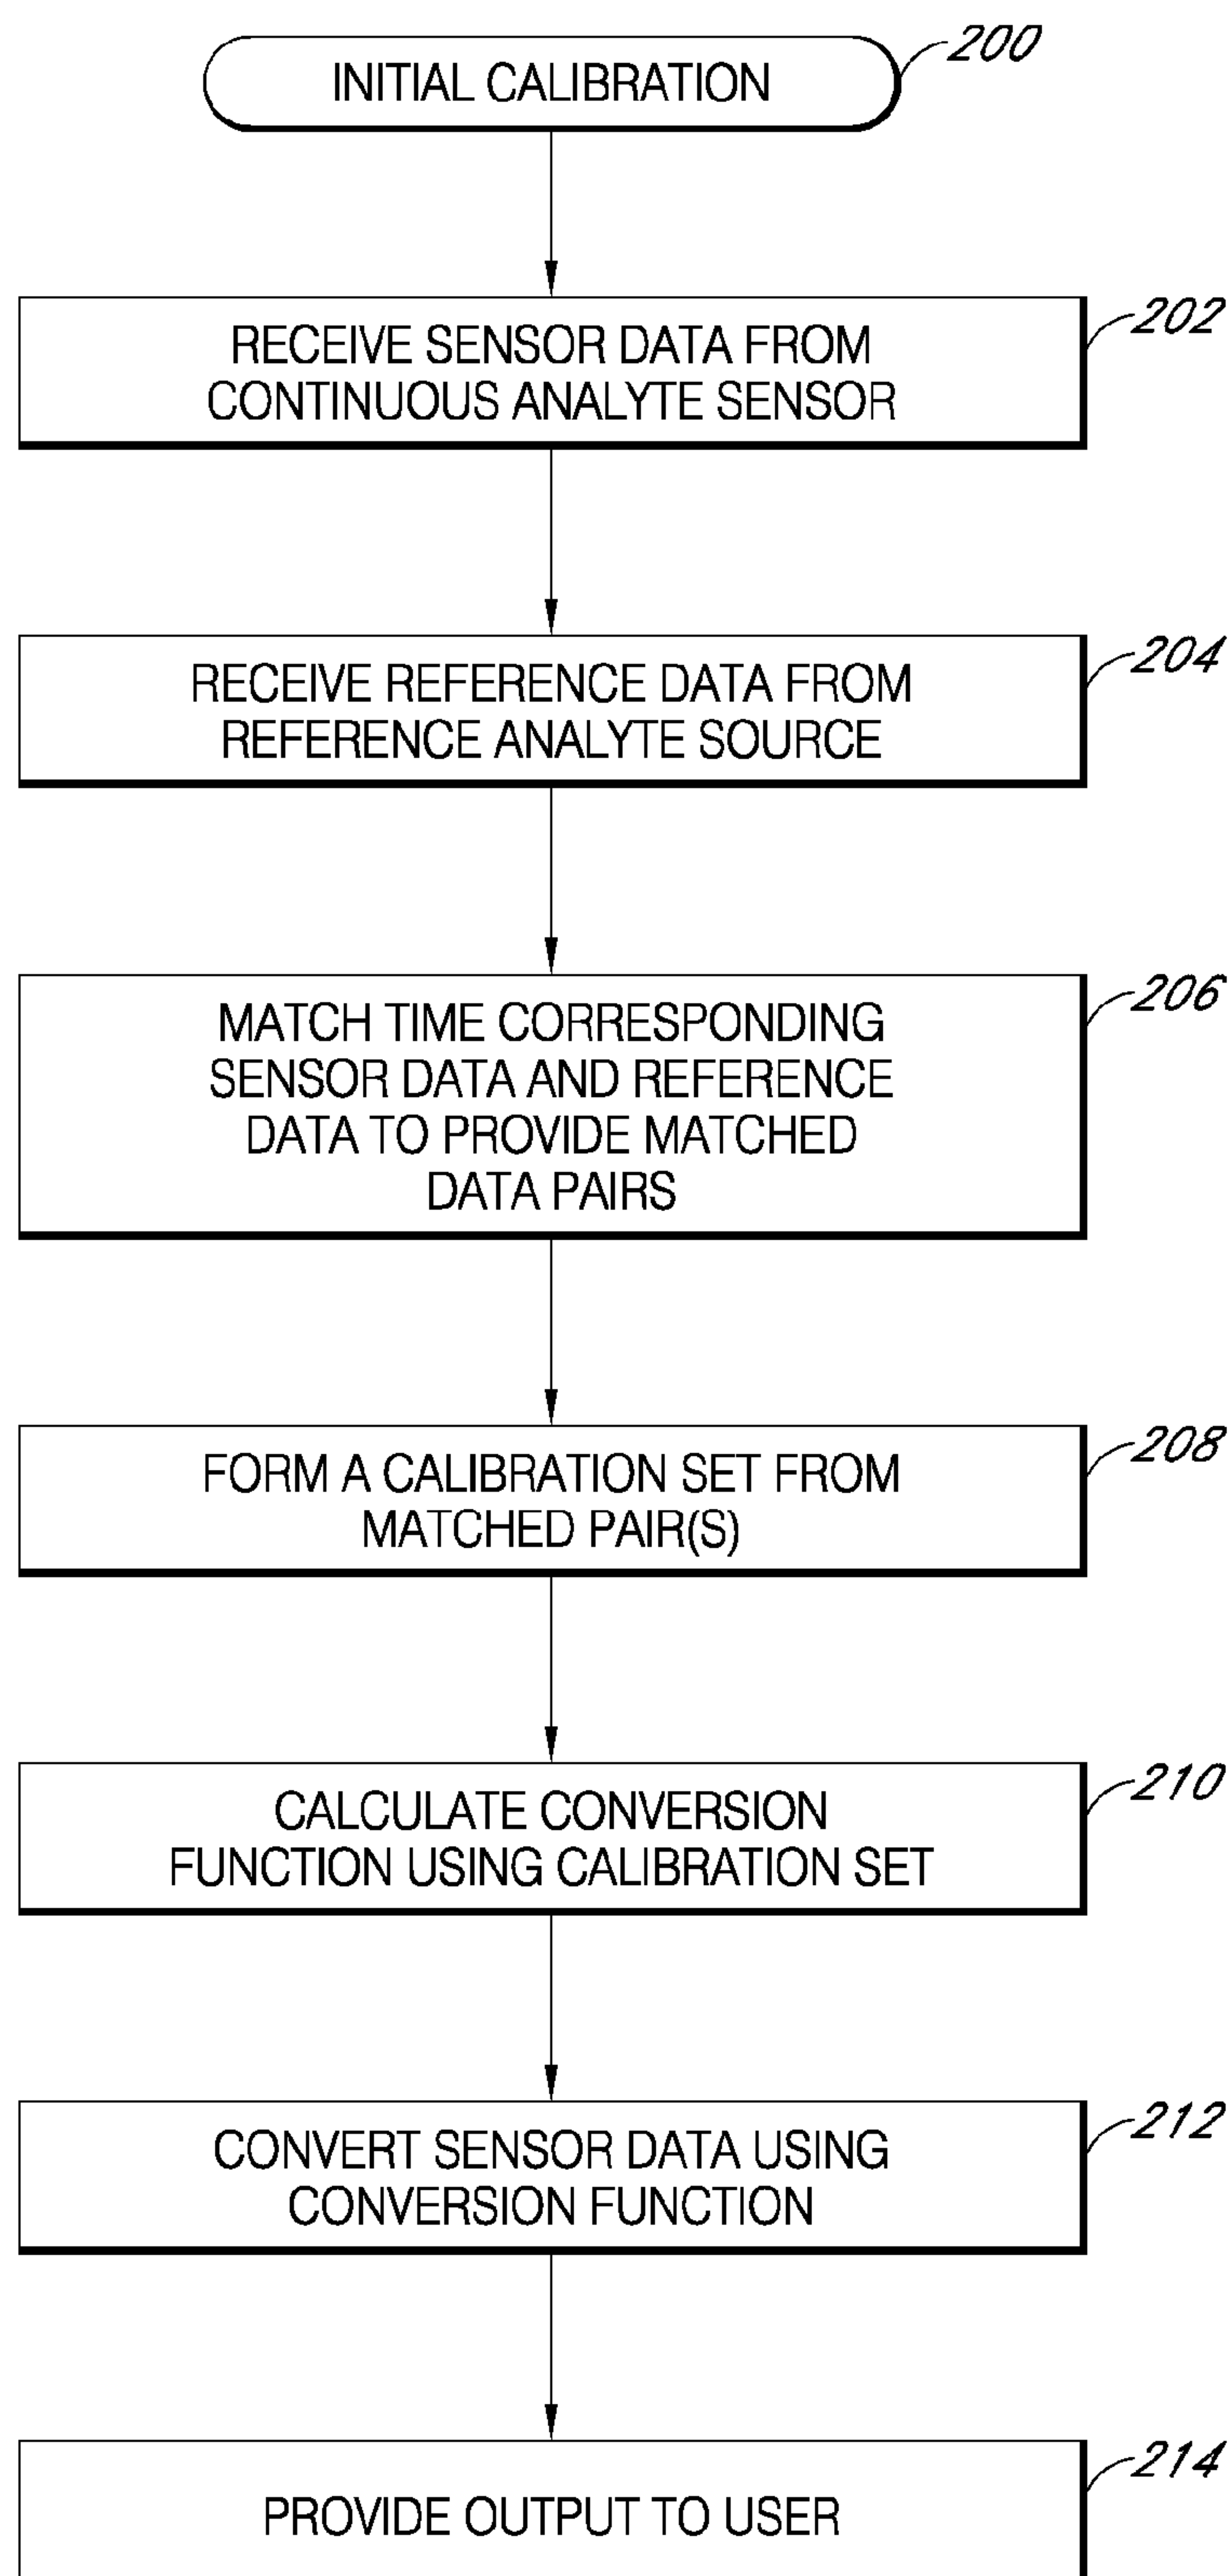 INITIAL CALIBRATION
200
RECEIVE SENSOR DATA FROM
CONTINUOUS ANALYTE SENSOR
202
RECEIVE REFERENCE DATA FROM
REFERENCE ANALYTE SOURCE
204
MATCH TIME CORRESPONDING
SENSOR DATA AND REFERENCE
DATA TO PROVIDE MATCHED
DATA PAIRS
206
FORM A CALIBRATION SET FROM
MATCHED PAIR(S)
208
CALCULATE CONVERSION
FUNCTION USING CALIBRATION SET
210
CONVERT SENSOR DATA USING
CONVERSION FUNCTION
212
PROVIDE OUTPUT TO USER
214